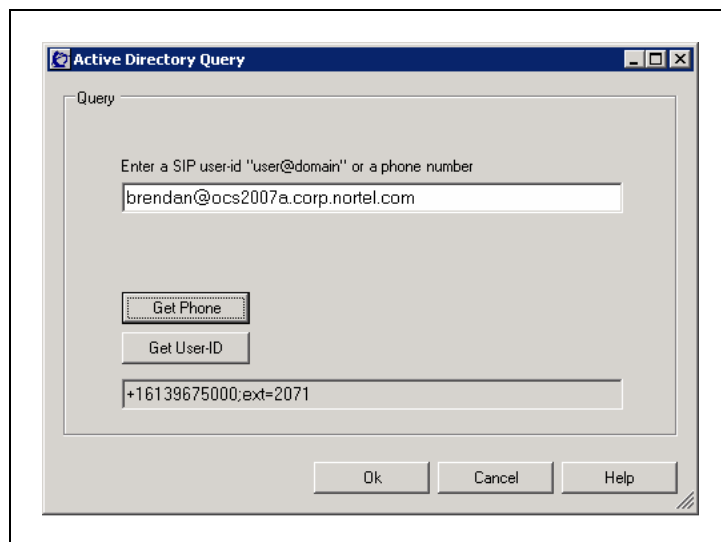 Active Directory Query
Query
Enter a SIP user-id "user@domain" or a phone number
brendan@ocs2007a.corp.nortel.com
Get Phone
Get User-ID
+16139675000;ext=2071
Ok Cancel Help